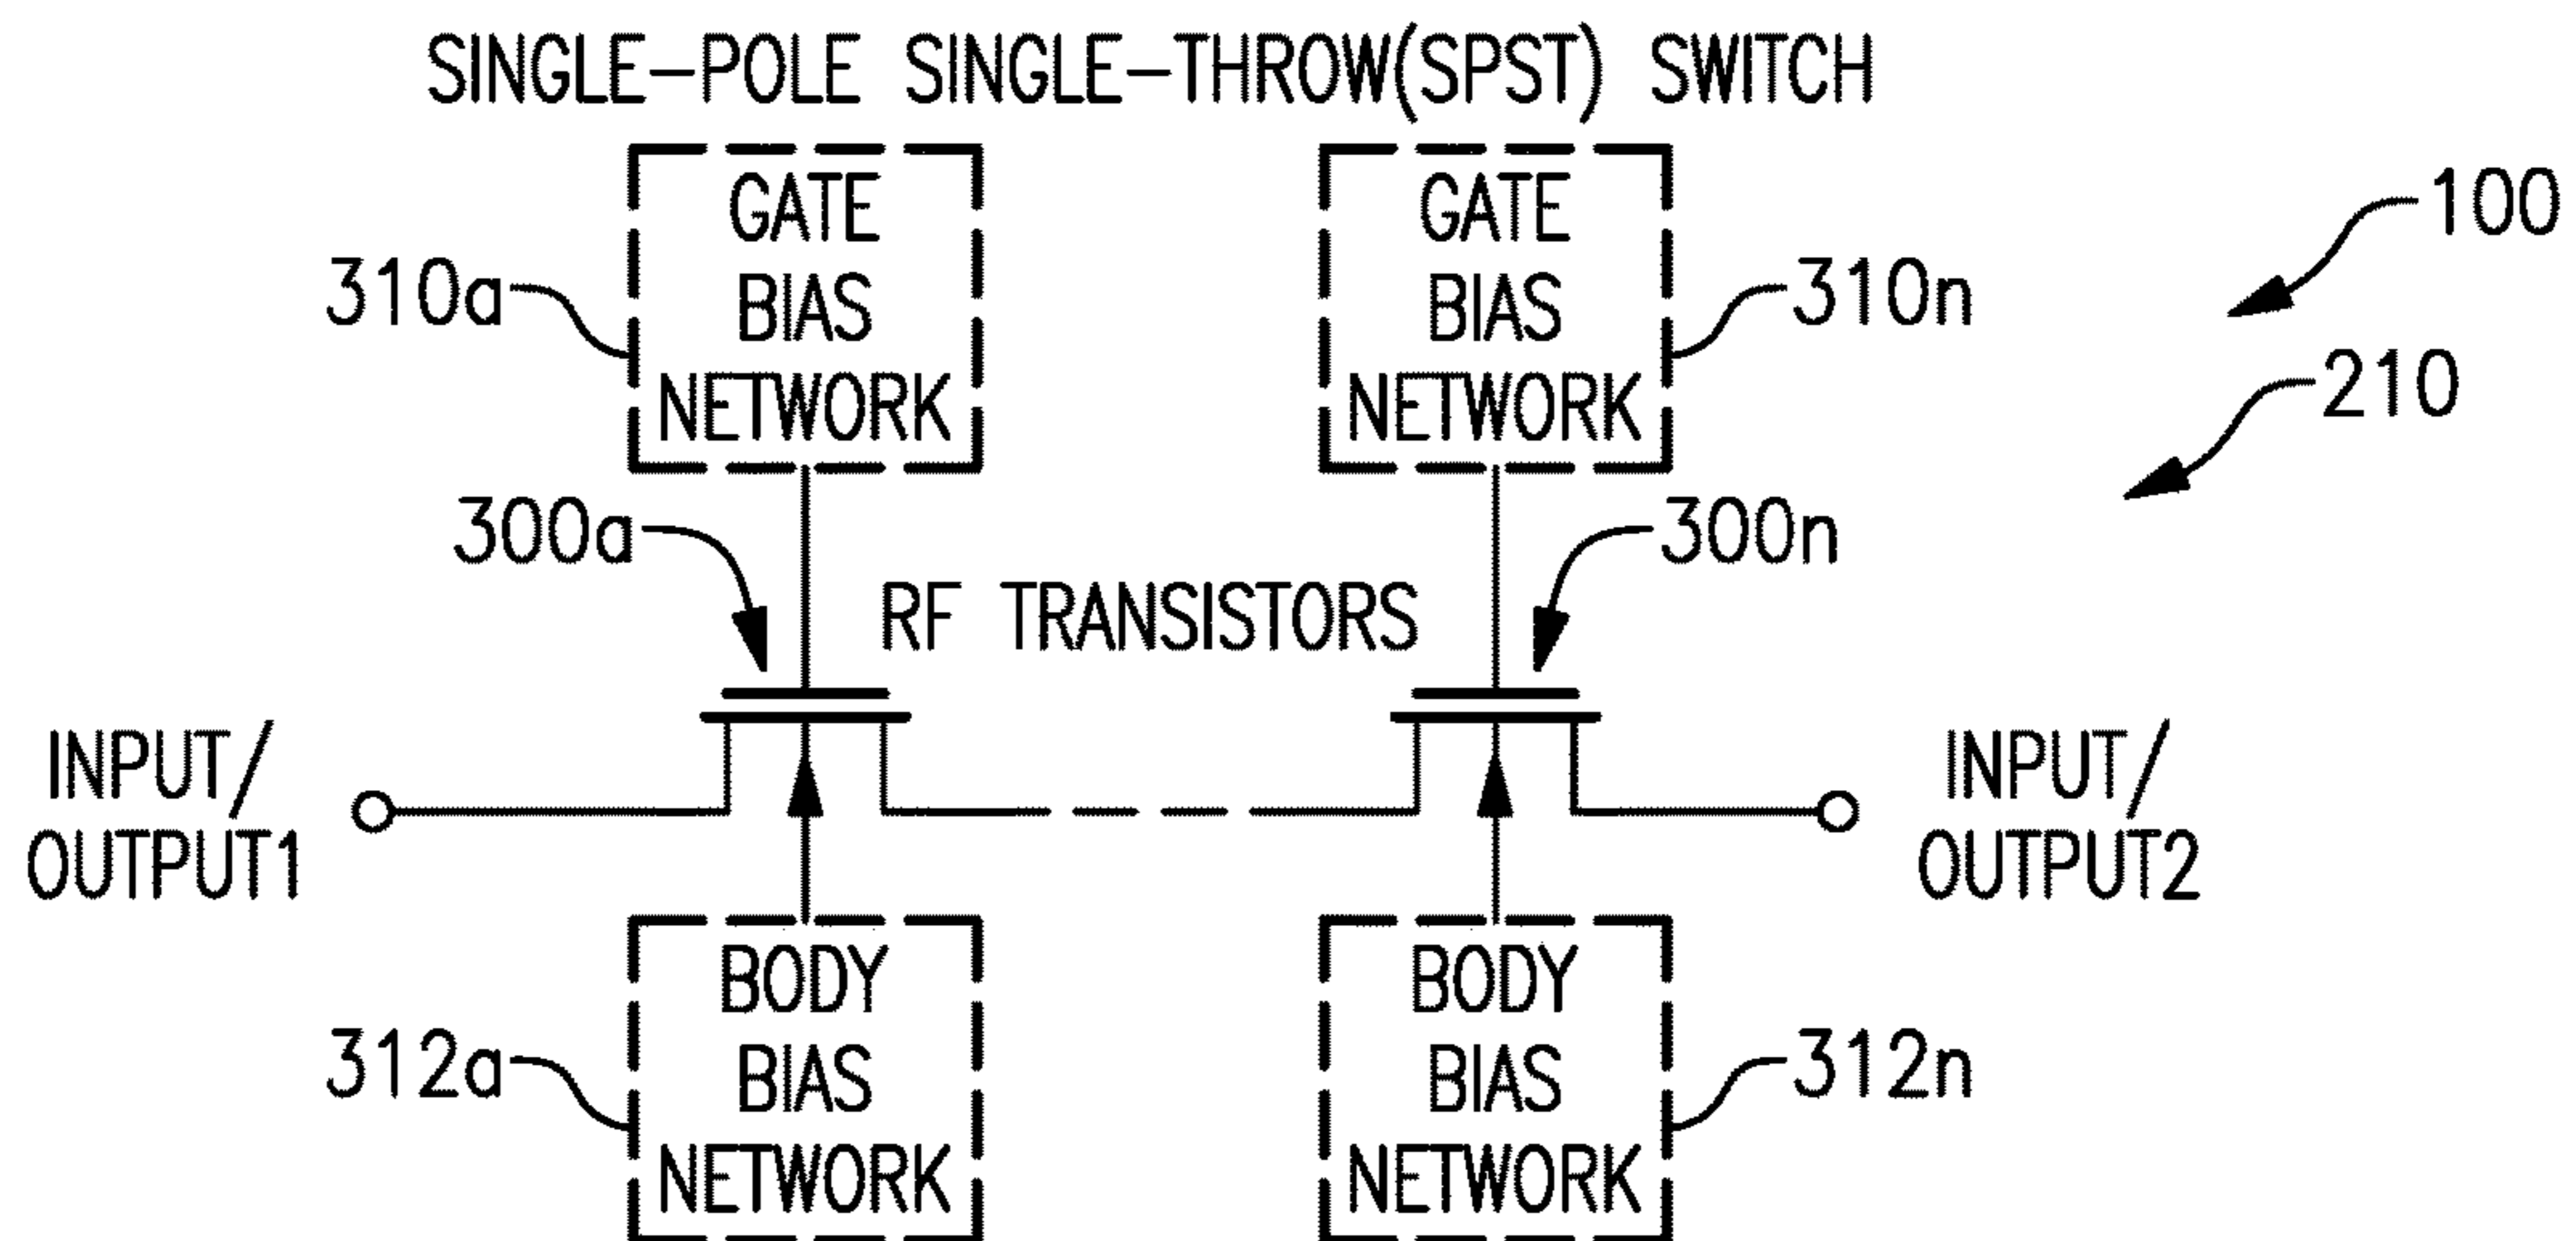 SINGLE-POLE SINGLE-THROW(SPST) SWITCH
GATE
BIAS
NETWORK
310a
GATE
BIAS
NETWORK
310n
100
210
300a
RF TRANSISTORS
300n
INPUT/
OUTPUT1
INPUT/
OUTPUT2
BODY
BIAS
NETWORK
312a
BODY
BIAS
NETWORK
312n